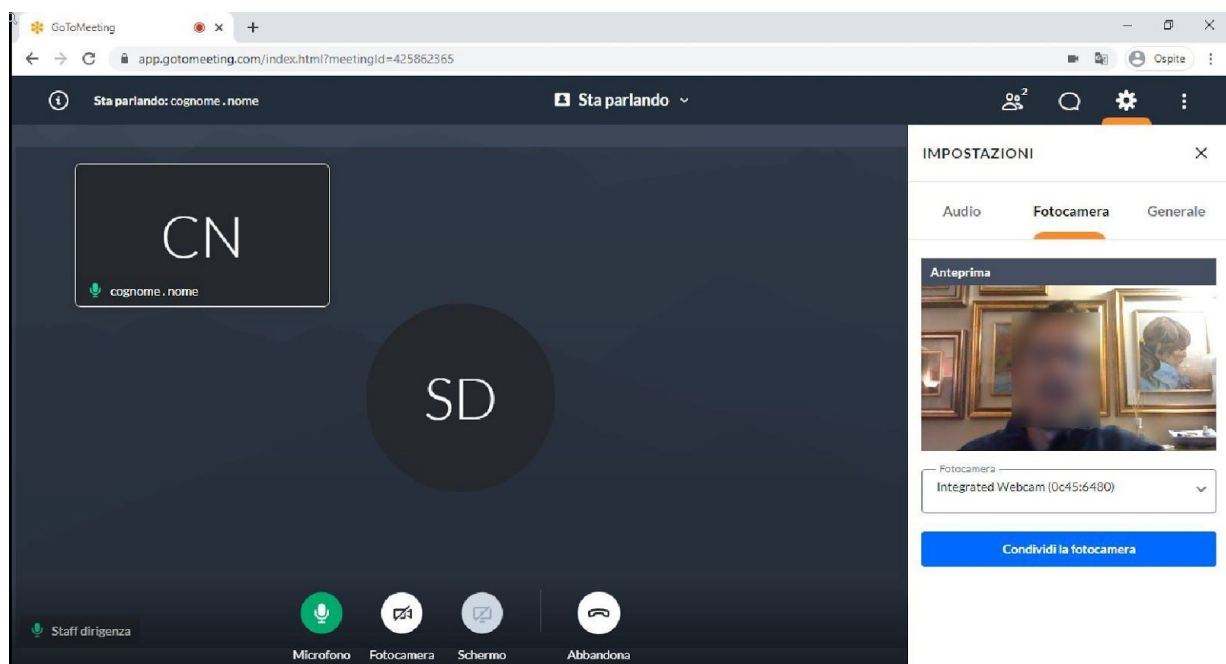 GoToMeeting
app.gotomeeting.com/index.html?meetingId=425862365
Ospite
Sta parlando: cognome.nome
Sta parlando
2
IMPOSTAZIONI
Audio
Fotocamera
Generale
CN
cognome.nome
Anteprima
SD
Fotocamera
Integrated Webcam (0c45:6480)
Condividi la fotocamera
Staff dirigenza
Microfono
Fotocamera
Schermo
Abbandona